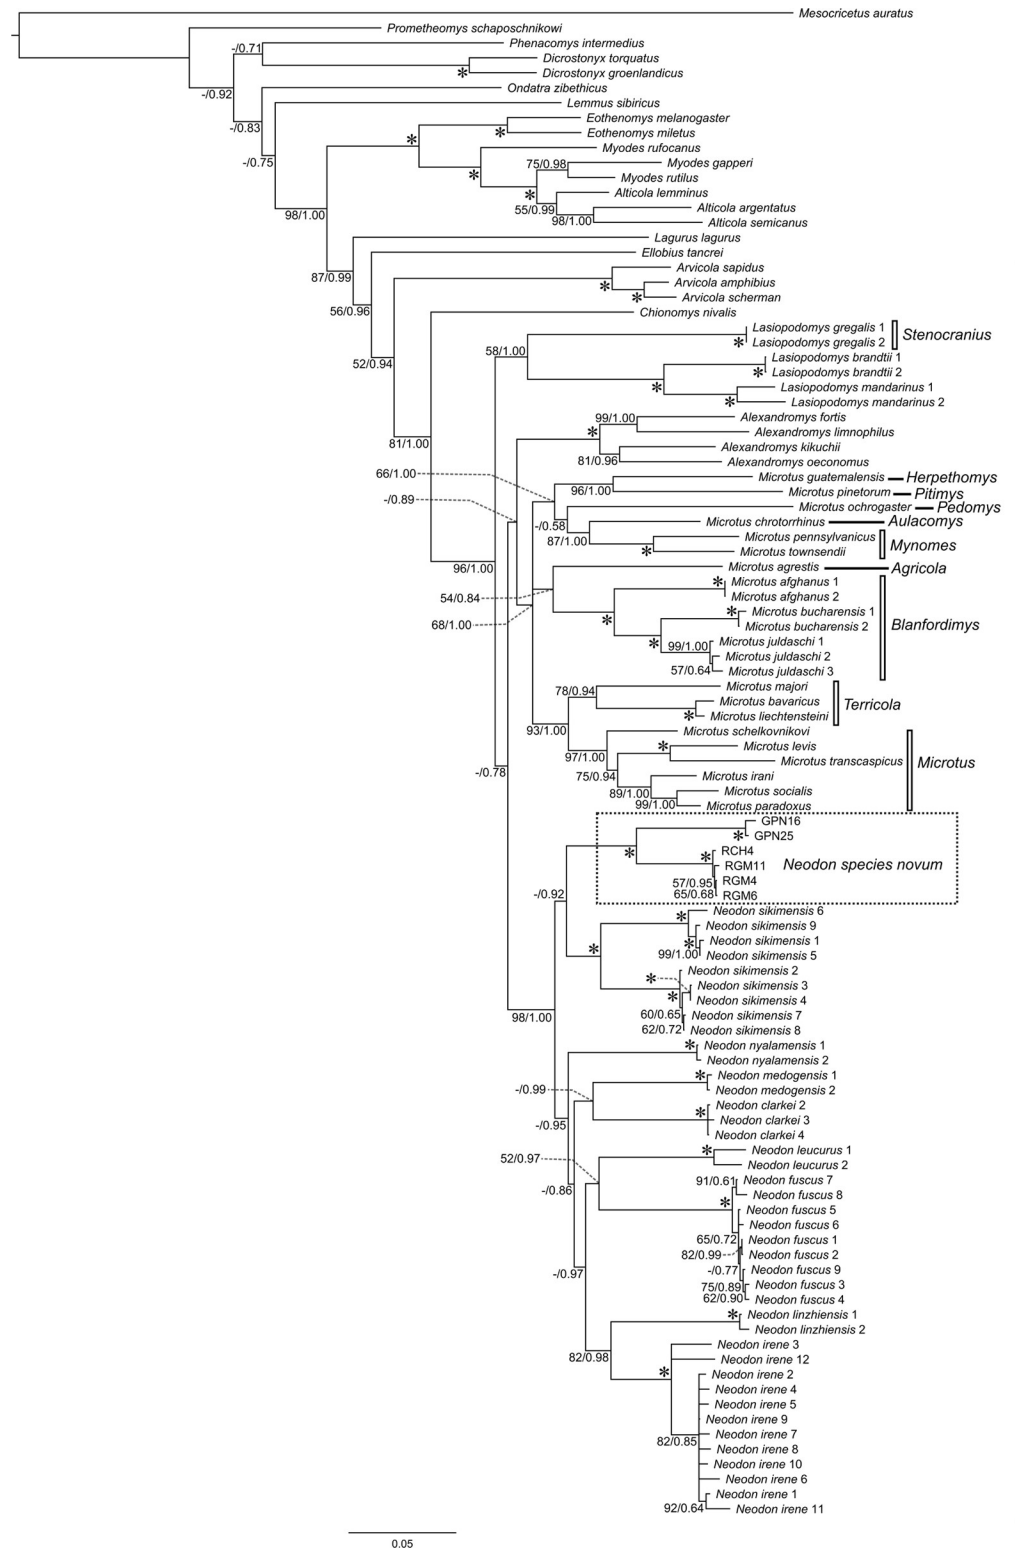 Mesocricetus auratus
Prometheomys schaposchnikowi
Phenacomys intermedius
-/0.71
Dicrostonyx torquatus
*
Dicrostonyx groenlandicus
Ondatra zibethicus
-/0.92
Lemmus sibiricus
Eothenomys melanogaster
-/0.83
*
Eothenomys miletus
*
Myodes rufocanus
-/0.75
75/0.98
Myodes gapperi
*
Myodes rutilus
*
Alticola lemminus
55/0.99
Alticola argentatus
98/1.00
98/1.00
Alticola semicanus
Lagurus lagurus
Ellobius tancrei
Arvicola sapidus
87/0.99
*
Arvicola amphibius
*
Arvicola scherman
56/0.96
Chionomys nivalis
Lasiopodomys gregalis 1
Stenocranius
*
Lasiopodomys gregalis 2
58/1.00
Lasiopodomys brandtii 1
52/0.94
*
Lasiopodomys brandtii 2
*
Lasiopodomys mandarinus 1
*
Lasiopodomys mandarinus 2
99/1.00
Alexandromys fortis
*
Alexandromys limnophilus
81/1.00
Alexandromys kikuchii
81/0.96
Alexandromys oeconomus
66/1.00
Microtus guatemalensis
Herpethomys
96/1.00
Microtus pinetorum
Pitimys
-/0.89
Microtus ochrogaster
Pedomys
-/0.58
Microtus chrotorrhinus
Aulacomys
87/1.00
Microtus pennsylvanicus
Mynomes
*
Microtus townsendii
96/1.00
Microtus agrestis
Agricola
*
Microtus afghanus 1
54/0.84
Microtus afghanus 2
*
*
Microtus bucharensis 1
68/1.00
Microtus bucharensis 2
Blanfordimys
*
99/1.00
Microtus juldaschi 1
Microtus juldaschi 2
57/0.64
Microtus juldaschi 3
78/0.94
Microtus majori
Microtus bavaricus
Terricola
*
Microtus liechtensteini
93/1.00
Microtus schelkovnikovi
*
Microtus levis
97/1.00
Microtus transcaspicus
Microtus
-/0.78
75/0.94
Microtus irani
89/1.00
Microtus socialis
99/1.00
Microtus paradoxus
GPN16
*
GPN25
*
*
RCH4
RGM11
Neodon species novum
57/0.95
RGM4
-/0.92
65/0.68
RGM6
*
Neodon sikimensis 6
Neodon sikimensis 9
*
*
Neodon sikimensis 1
99/1.00
Neodon sikimensis 5
*
Neodon sikimensis 2
Neodon sikimensis 3
*
Neodon sikimensis 4
98/1.00
60/0.65
Neodon sikimensis 7
62/0.72
Neodon sikimensis 8
*
Neodon nyalamensis 1
Neodon nyalamensis 2
*
Neodon medogensis 1
-/0.99
Neodon medogensis 2
Neodon clarkei 2
*
Neodon clarkei 3
-/0.95
Neodon clarkei 4
*
Neodon leucurus 1
52/0.97
Neodon leucurus 2
91/0.61
Neodon fuscus 7
-/0.86
Neodon fuscus 8
*
Neodon fuscus 5
Neodon fuscus 6
65/0.72
Neodon fuscus 1
82/0.99
Neodon fuscus 2
-/0.77
Neodon fuscus 9
-/0.97
75/0.89
Neodon fuscus 3
62/0.90
Neodon fuscus 4
*
Neodon linzhiensis 1
Neodon linzhiensis 2
Neodon irene 3
82/0.98
Neodon irene 12
*
Neodon irene 2
Neodon irene 4
Neodon irene 5
Neodon irene 9
Neodon irene 7
82/0.85
Neodon irene 8
Neodon irene 10
Neodon irene 6
Neodon irene 1
92/0.64
Neodon irene 11
0.05